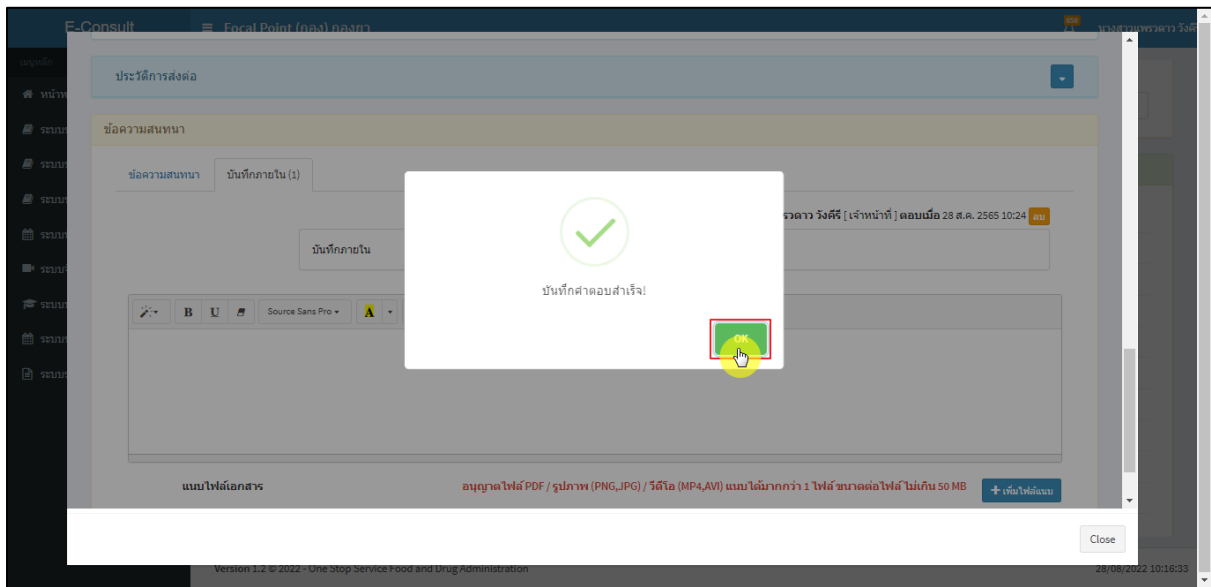 E-Consult
Focal Point (กอง) กองยา
658
เมนูหลัก
ประวัติการส่งต่อ
ข้อความสนทนา
ข้อความสนทนา
บันทึกภายใน (1)
[ เจ้าหน้าที่ ] ตอบเมื่อ 28 ส.ค. 2565 10:24 ลบ
บันทึกภายใน
บันทึกคำตอบสำเร็จ!
OK
B U Source Sans Pro A
แนบไฟล์เอกสาร
อนุญาตไฟล์ PDF / รูปภาพ (PNG,JPG) / วีดีโอ (MP4,AVI) แนบได้มากกว่า 1 ไฟล์ ขนาดต่อไฟล์ ไม่เกิน 50 MB
เพิ่มไฟล์แนบ
Close
Version 1.2 © 2022 - One Stop Service Food and Drug Administration
28/08/2022 10:16:33